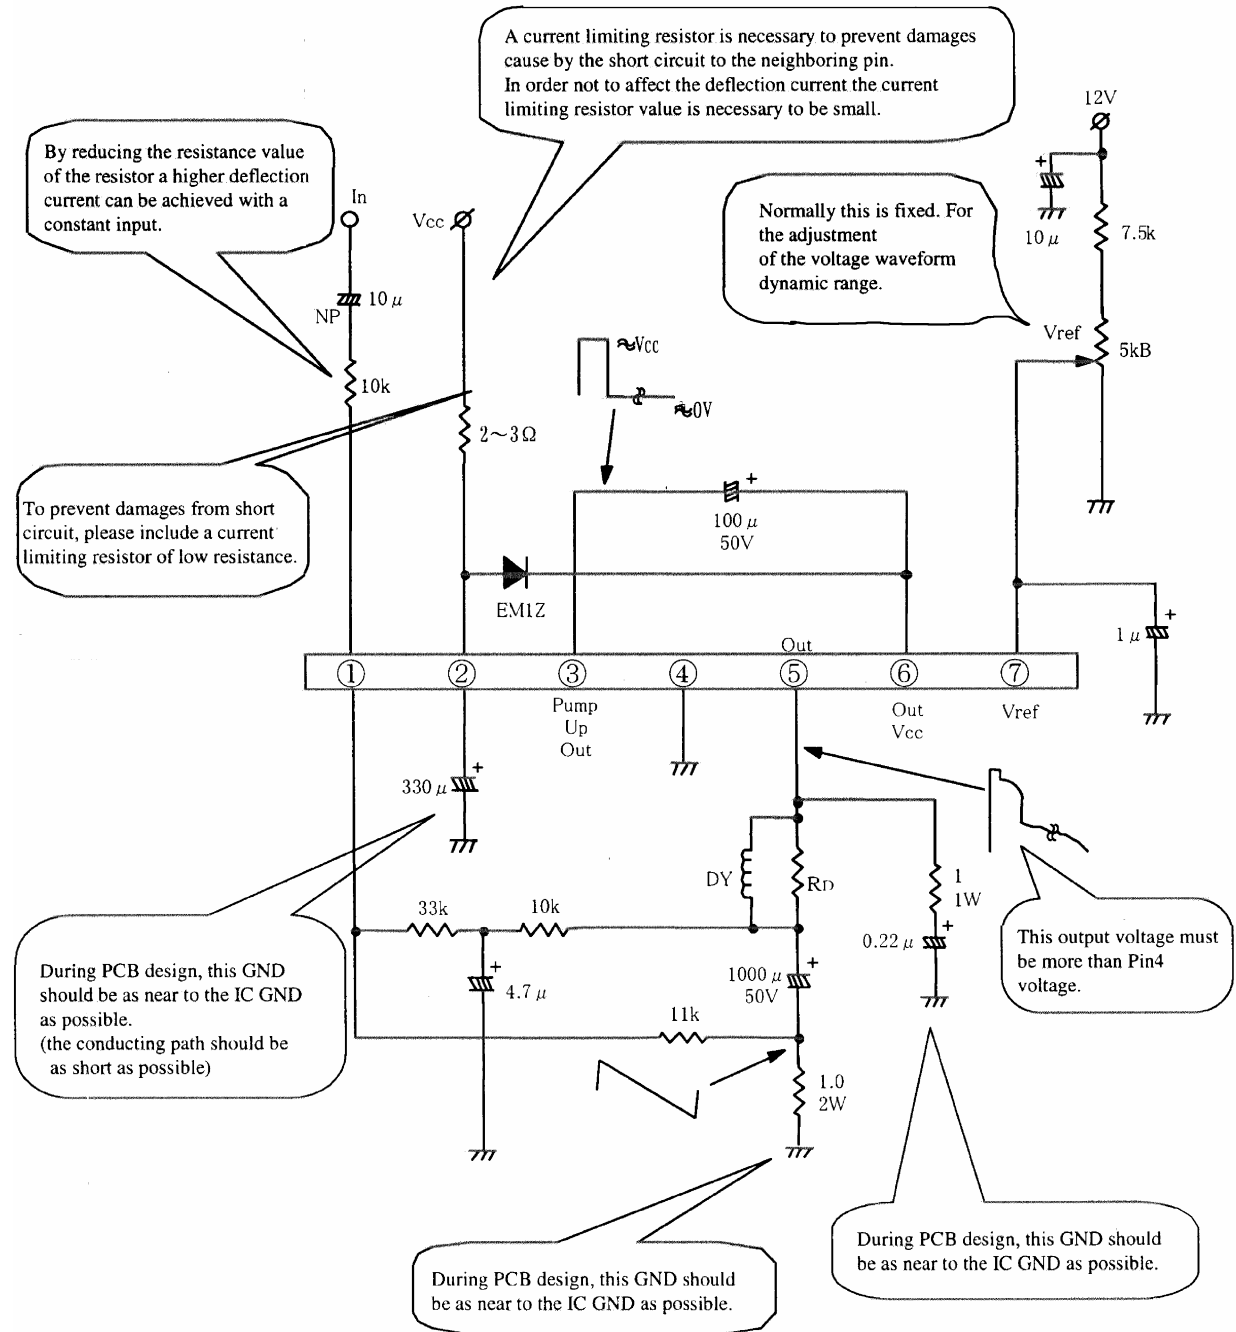 A current limiting resistor is necessary to prevent damages
cause by the short circuit to the neighboring pin.
In order not to affect the deflection current the current
limiting resistor value is necessary to be small.
12V
By reducing the resistance value
of the resistor a higher deflection
current can be achieved with a
constant input.
In
Vcc
Normally this is fixed. For
the adjustment
of the voltage waveform
dynamic range.
+
10μ
7.5k
NP
10μ
Vref
5kB
10k
≈Vcc
≈0V
2～3Ω
To prevent damages from short
circuit, please include a current
limiting resistor of low resistance.
+
100μ
50V
EM1Z
+
1μ
Out
① ② ③ ④ ⑤ ⑥ ⑦
Pump
Up
Out
Out
Vcc
Vref
+
330μ
DY
RD
1
1W
33k
10k
+
0.22μ
This output voltage must
be more than Pin4
voltage.
During PCB design, this GND
should be as near to the IC GND
as possible.
(the conducting path should be
as short as possible)
+
4.7μ
+
1000μ
50V
11k
1.0
2W
During PCB design, this GND should
be as near to the IC GND as possible.
During PCB design, this GND should
be as near to the IC GND as possible.